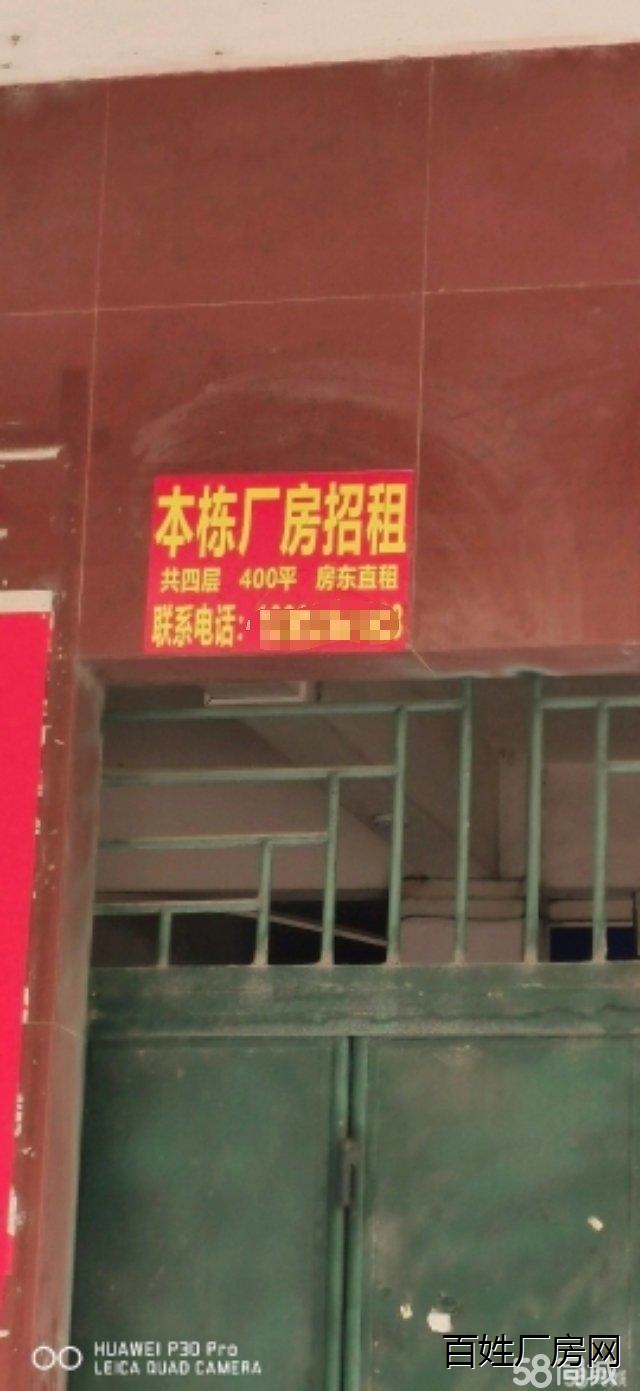 本栋厂房招租
共四层 400平 房东直租
联系电话:
HUAWEI P30 Pro
LEICA QUAD CAMERA
百姓厂房网
58同城